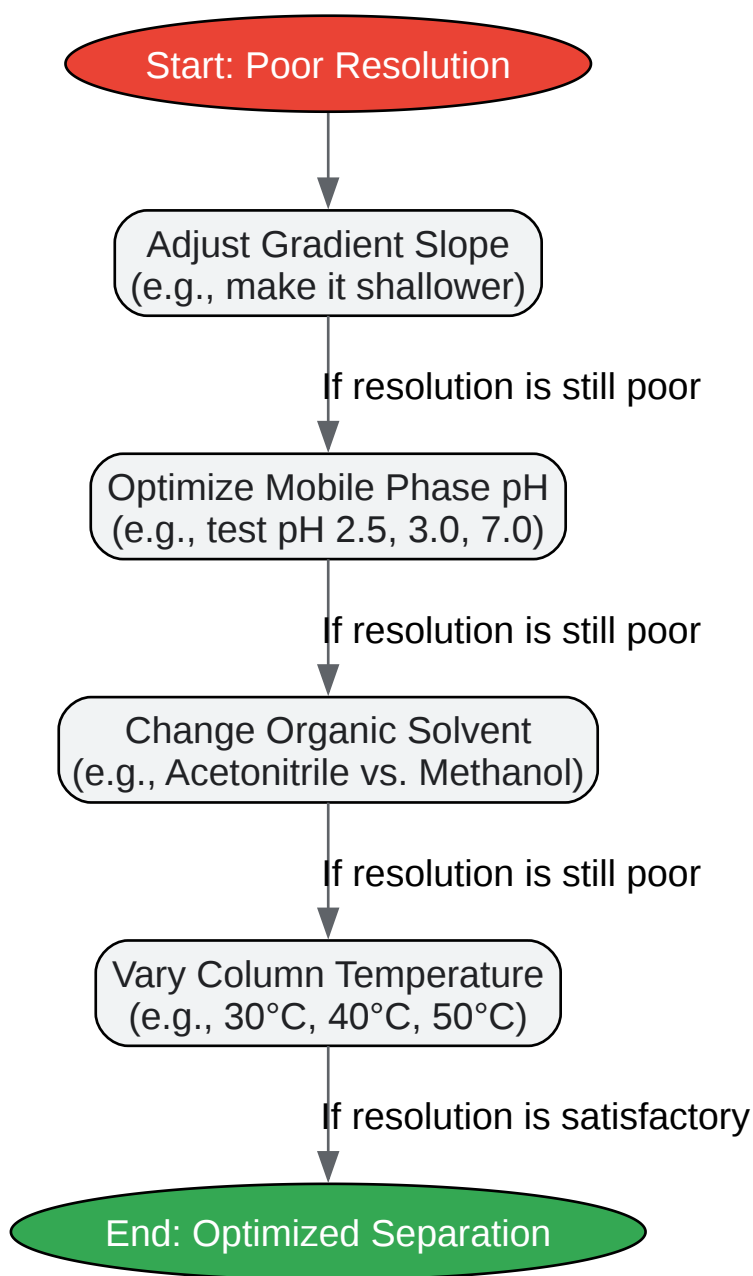 Start: Poor Resolution
Adjust Gradient Slope
(e.g., make it shallower)
If resolution is still poor
Optimize Mobile Phase pH
(e.g., test pH 2.5, 3.0, 7.0)
If resolution is still poor
Change Organic Solvent
(e.g., Acetonitrile vs. Methanol)
If resolution is still poor
Vary Column Temperature
(e.g., 30°C, 40°C, 50°C)
If resolution is satisfactory
End: Optimized Separation